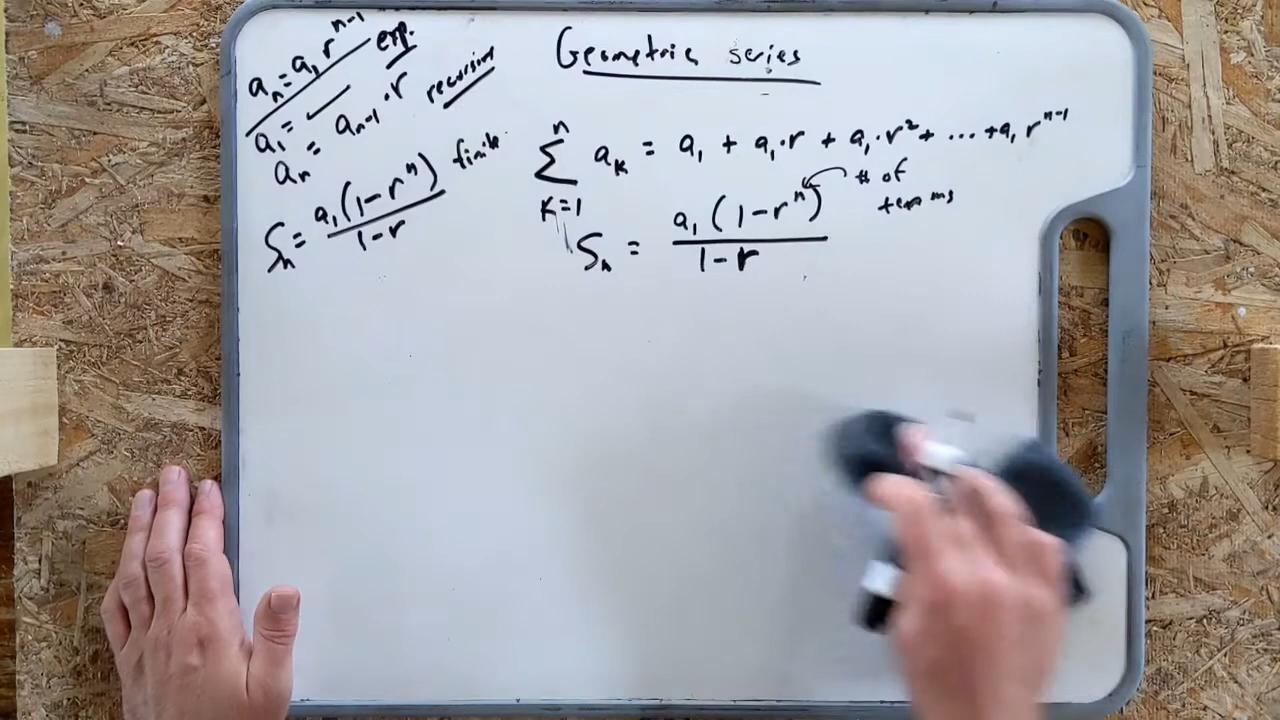 Geometric series
aₙ = a₁ rⁿ⁻¹ exp.
a₁ = ✓
aₙ = aₙ₋₁ · r recursive
Sₙ = a₁(1-rⁿ) / 1-r finite
n
∑ aₖ = a₁ + a₁·r + a₁·r² + ... + a₁ rⁿ⁻¹
K=1
Sₙ = a₁(1-rⁿ) / 1-r
# of
terms